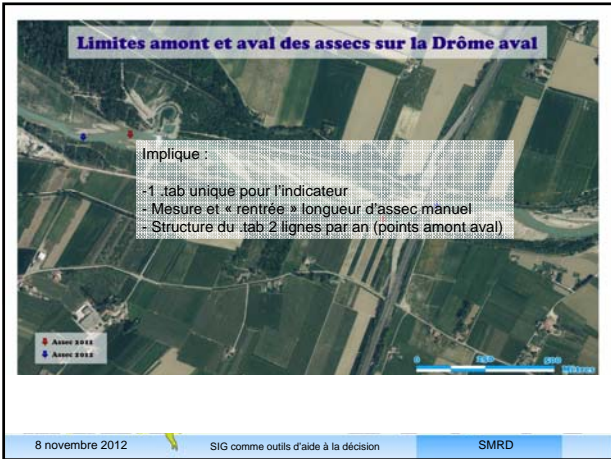 Limites amont et aval des assecs sur la Drôme aval
Implique :
-1 .tab unique pour l'indicateur
- Mesure et « rentrée » longueur d'assec manuel
- Structure du .tab 2 lignes par an (points amont aval)
Assec 2011
Assec 2012
0 250 500
Mètres
8 novembre 2012
SIG comme outils d'aide à la décision
SMRD